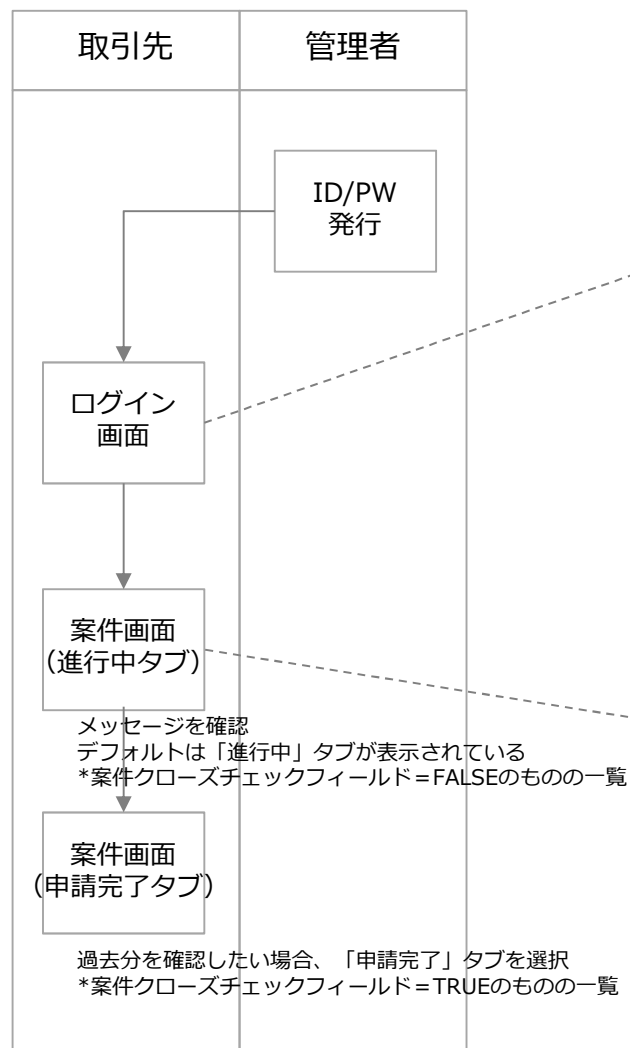 取引先
管理者
ID/PW
発行
ログイン
画面
案件画面
（進行中タブ）
メッセージを確認
デフォルトは「進行中」タブが表示されている
*案件クローズチェックフィールド＝FALSEのものの一覧
案件画面
（申請完了タブ）
過去分を確認したい場合、「申請完了」タブを選択
*案件クローズチェックフィールド＝TRUEのものの一覧